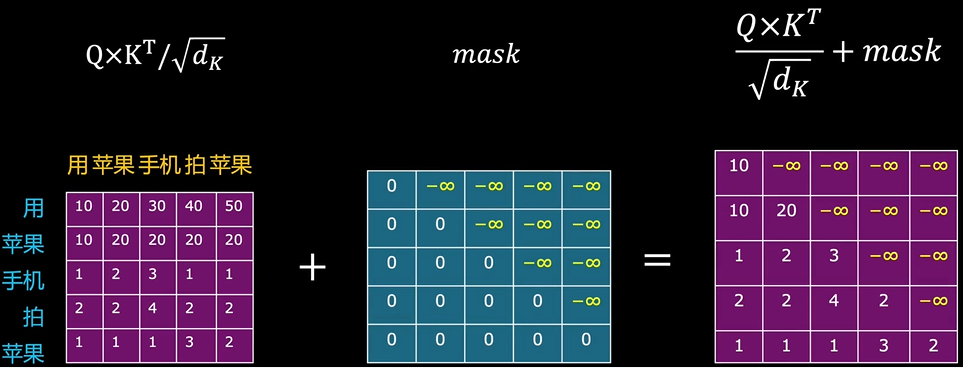 Q×Kᵀ/√d_K
mask
Q×Kᵀ/√d_K + mask
用 苹果 手机 拍 苹果
用 10 20 30 40 50
苹果 10 20 20 20 20
手机 1 2 3 1 1
拍 2 2 4 2 2
苹果 1 1 1 3 2
+
0 -∞ -∞ -∞ -∞
0 0 -∞ -∞ -∞
0 0 0 -∞ -∞
0 0 0 0 -∞
0 0 0 0 0
=
10 -∞ -∞ -∞ -∞
10 20 -∞ -∞ -∞
1 2 3 -∞ -∞
2 2 4 2 -∞
1 1 1 3 2